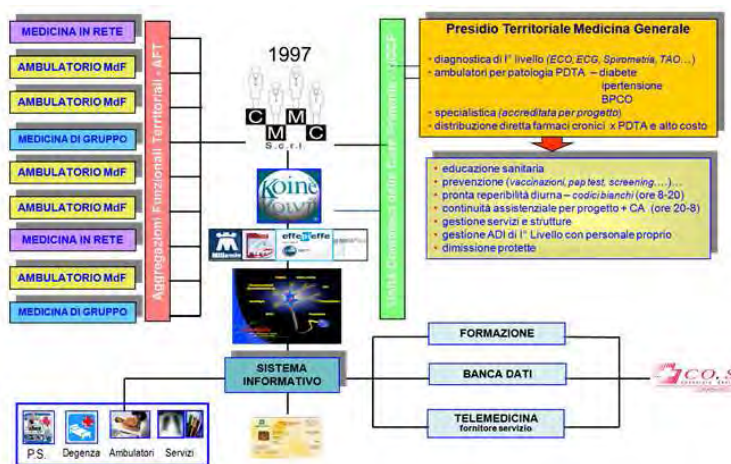 MEDICINA IN RETE
AMBULATORIO MdF
AMBULATORIO MdF
MEDICINA DI GRUPPO
AMBULATORIO MdF
AMBULATORIO MdF
MEDICINA IN RETE
AMBULATORIO MdF
MEDICINA DI GRUPPO
Aggregazioni Funzionali Territoriali - AFT
1997
C M M C
S.c.r.l.
Koinè
Millennio
effe effe
SISTEMA
INFORMATIVO
P.S.
Degenza
Ambulatori
Servizi
Unità Complesse delle Cure Primarie - UCCP
Presidio Territoriale Medicina Generale
• diagnostica di I° livello (ECO, ECG, Spirometria, TAO…)
• ambulatori per patologia PDTA – diabete
ipertensione
BPCO
• specialistica (accreditata per progetto)
• distribuzione diretta farmaci cronici x PDTA e alto costo
• educazione sanitaria
• prevenzione (vaccinazioni, pap test, screening….)…
• pronta reperibilità diurna – codici bianchi (ore 8-20)
• continuità assistenziale per progetto + CA (ore 20-8)
• gestione servizi e strutture
• gestione ADI di I° Livello con personale proprio
• dimissione protette
FORMAZIONE
BANCA DATI
TELEMEDICINA
fornitore servizio
CO.S